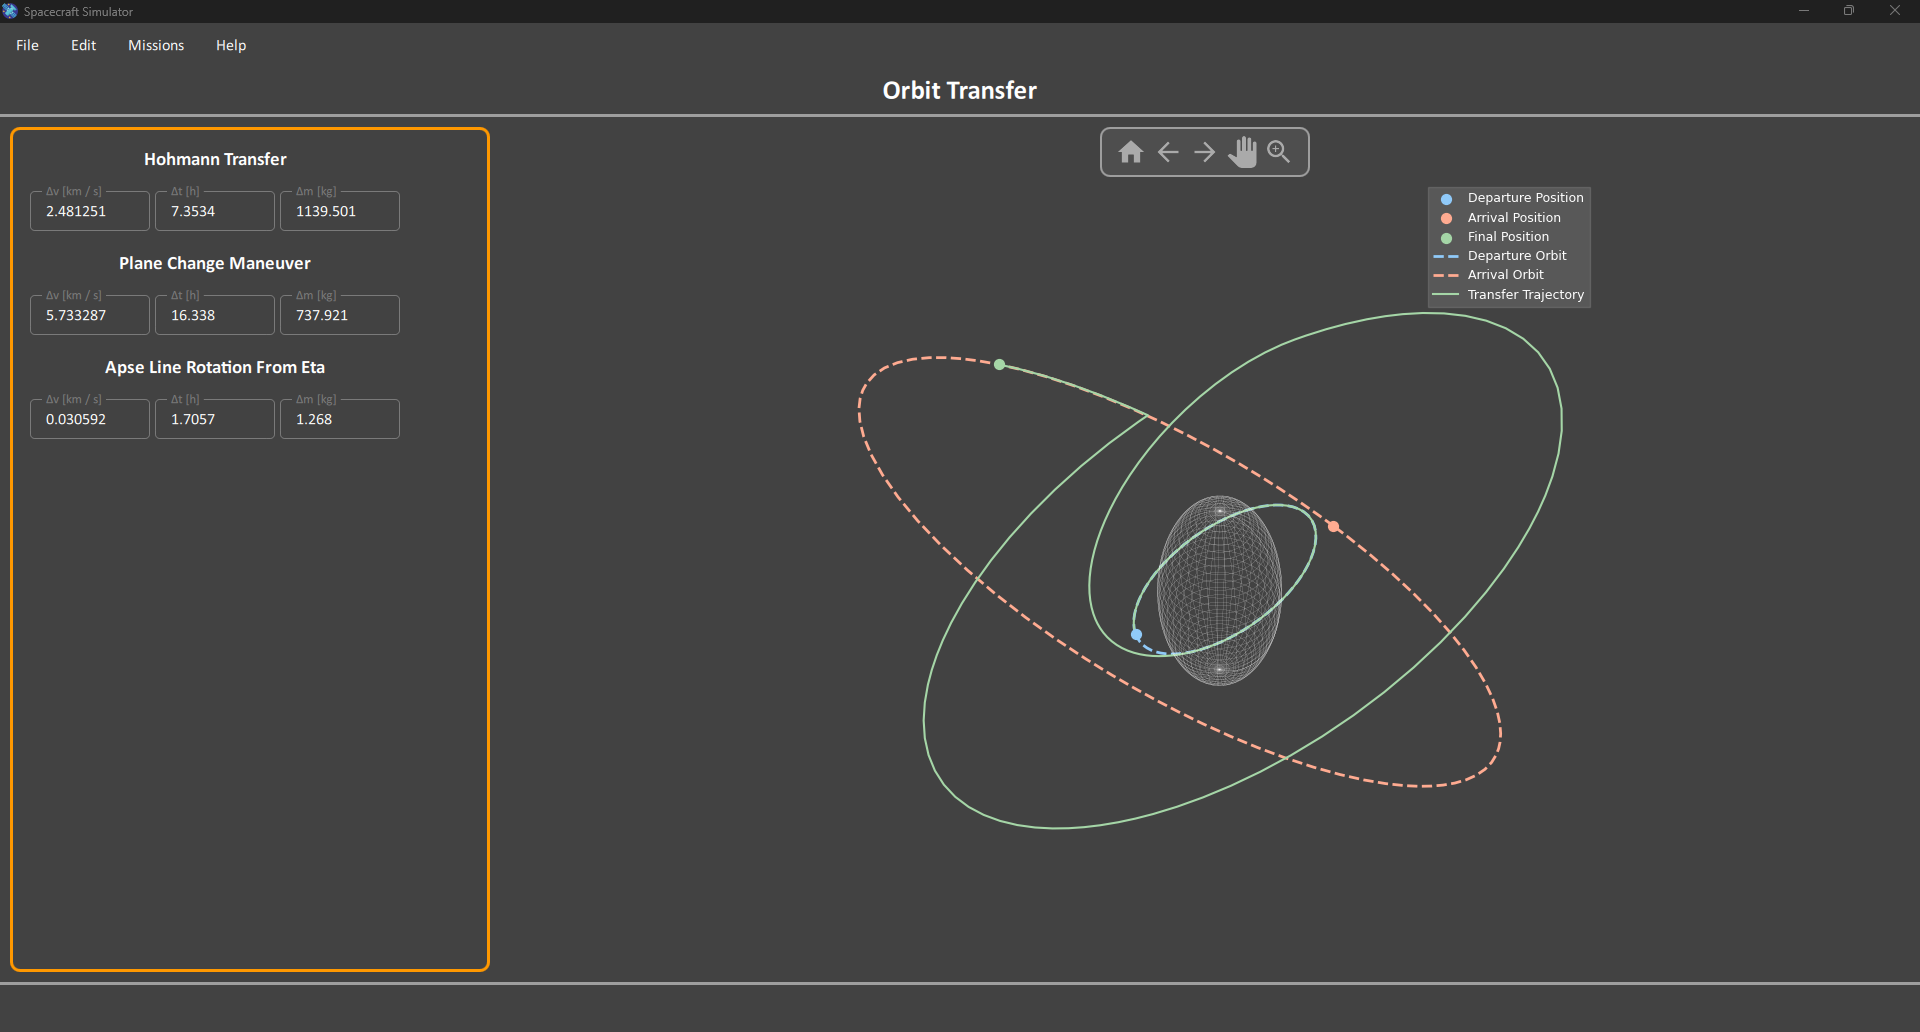 Spacecraft Simulator
File Edit Missions Help
Orbit Transfer
Hohmann Transfer
Δv [km / s] Δt [h] Δm [kg]
2.481251 7.3534 1139.501
Plane Change Maneuver
Δv [km / s] Δt [h] Δm [kg]
5.733287 16.338 737.921
Apse Line Rotation From Eta
Δv [km / s] Δt [h] Δm [kg]
0.030592 1.7057 1.268
Departure Position
Arrival Position
Final Position
Departure Orbit
Arrival Orbit
Transfer Trajectory